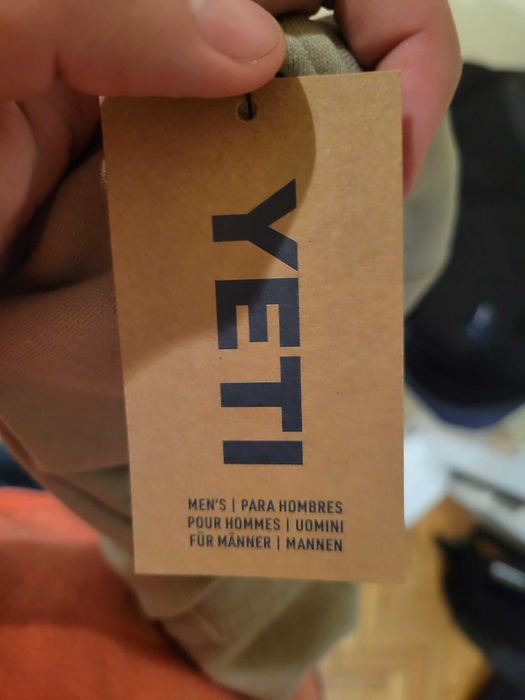 YETI
MEN'S | PARA HOMBRES
POUR HOMMES | UOMINI
FÜR MÄNNER | MANNEN